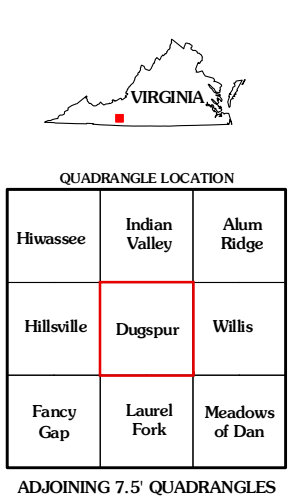 VIRGINIA
QUADRANGLE LOCATION
Hiwassee
Indian
Valley
Alum
Ridge
Hillsville
Dugspur
Willis
Fancy
Gap
Laurel
Fork
Meadows
of Dan
ADJOINING 7.5' QUADRANGLES